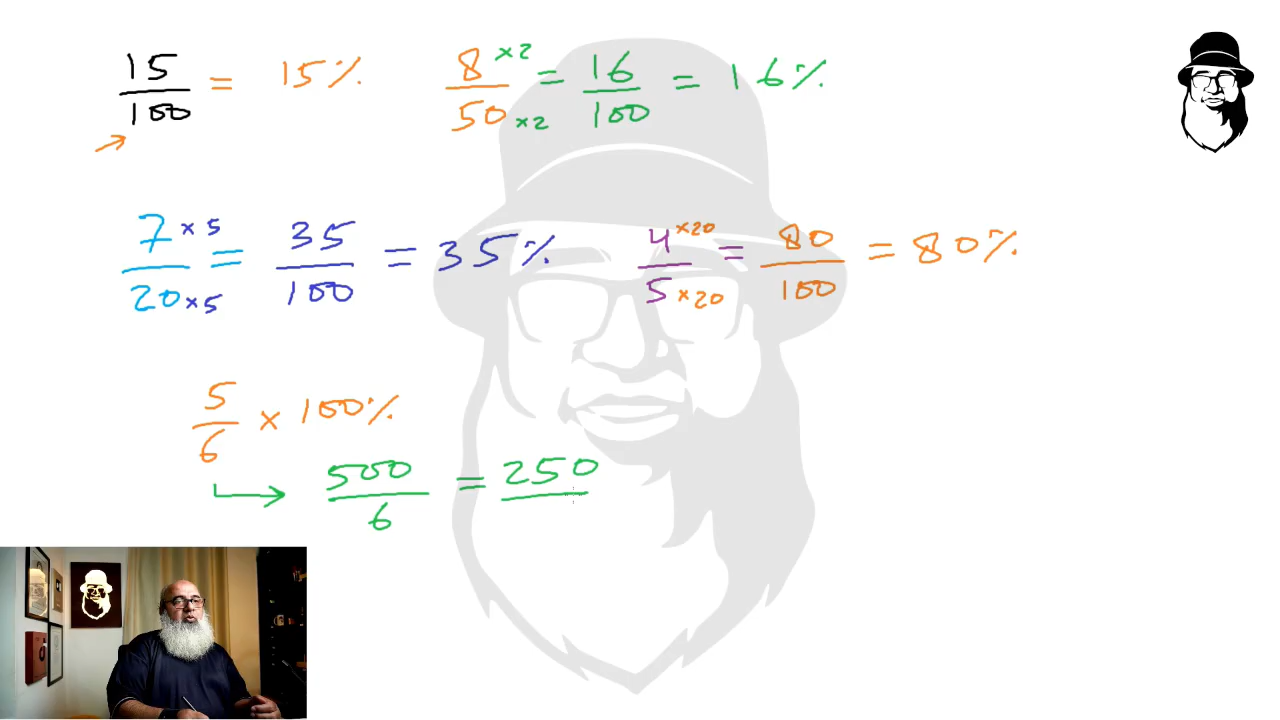 15/100 = 15%
8 ×2/50 ×2 = 16/100 = 16%
7 ×5/20 ×5 = 35/100 = 35%
4 ×20/5 ×20 = 80/100 = 80%
5/6 × 100%
500/6 = 250